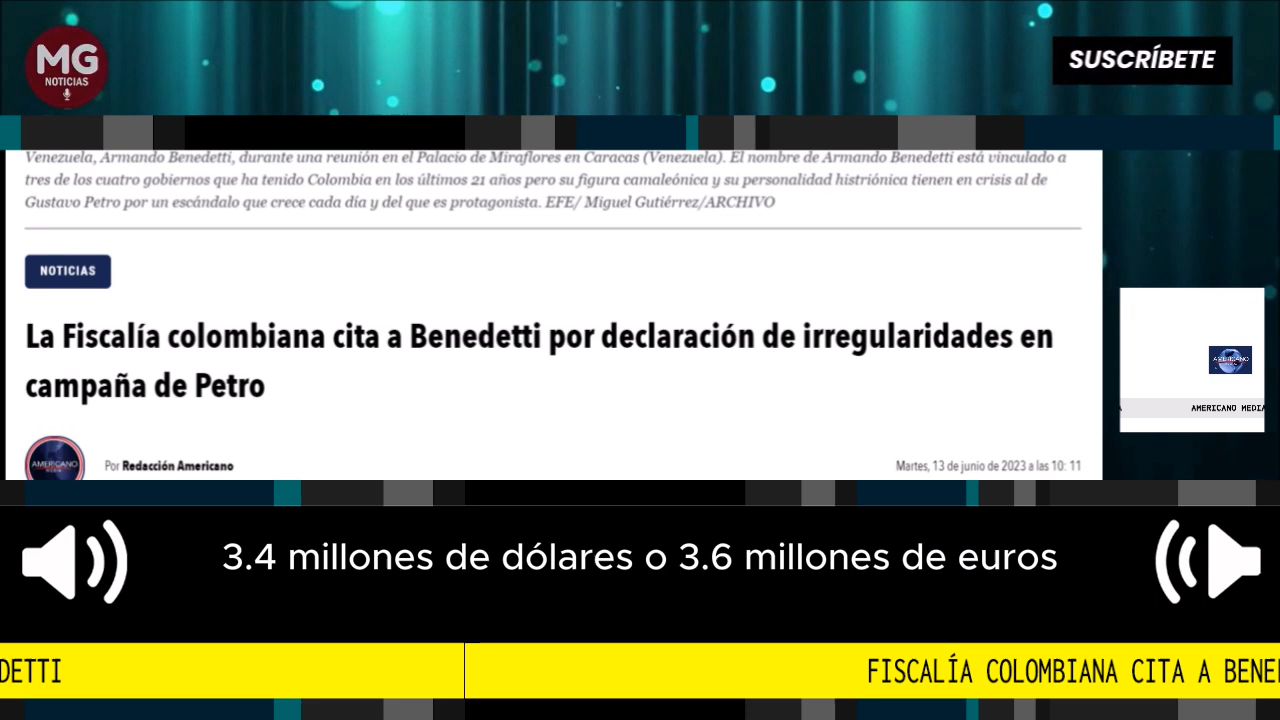 MG
NOTICIAS
SUSCRÍBETE
Venezuela, Armando Benedetti, durante una reunión en el Palacio de Miraflores en Caracas (Venezuela). El nombre de Armando Benedetti está vinculado a
tres de los cuatro gobiernos que ha tenido Colombia en los últimos 21 años pero su figura camaleónica y su personalidad histriónica tienen en crisis al de
Gustavo Petro por un escándalo que crece cada día y del que es protagonista. EFE/ Miguel Gutiérrez/ARCHIVO
NOTICIAS
La Fiscalía colombiana cita a Benedetti por declaración de irregularidades en
campaña de Petro
AMERICANO
MEDIA
Por Redacción Americano
Martes, 13 de junio de 2023 a las 10: 11
AMERICANO
A AMERICANO MEDIA
3.4 millones de dólares o 3.6 millones de euros
DETTI FISCALÍA COLOMBIANA CITA A BENE